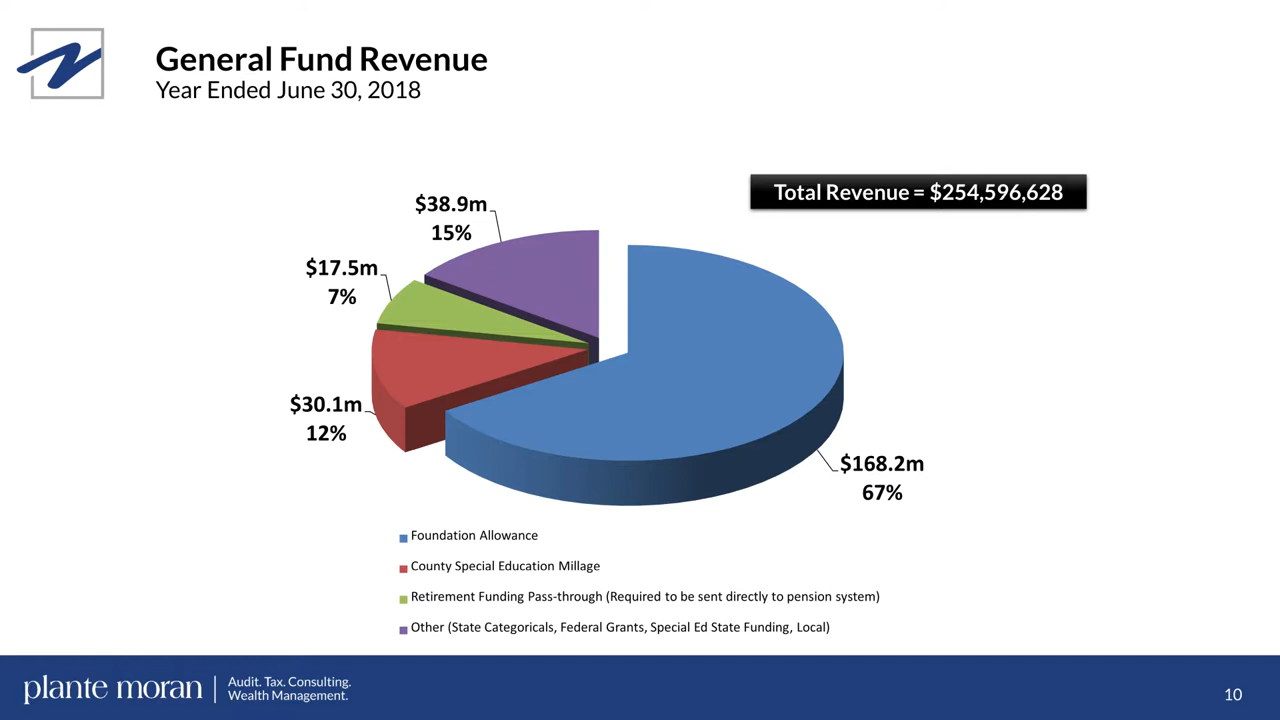 General Fund Revenue
Year Ended June 30, 2018
Total Revenue = $254,596,628
$38.9m
15%
$17.5m
7%
$30.1m
12%
$168.2m
67%
Foundation Allowance
County Special Education Millage
Retirement Funding Pass-through (Required to be sent directly to pension system)
Other (State Categoricals, Federal Grants, Special Ed State Funding, Local)
plante moran
Audit. Tax. Consulting.
Wealth Management.
10